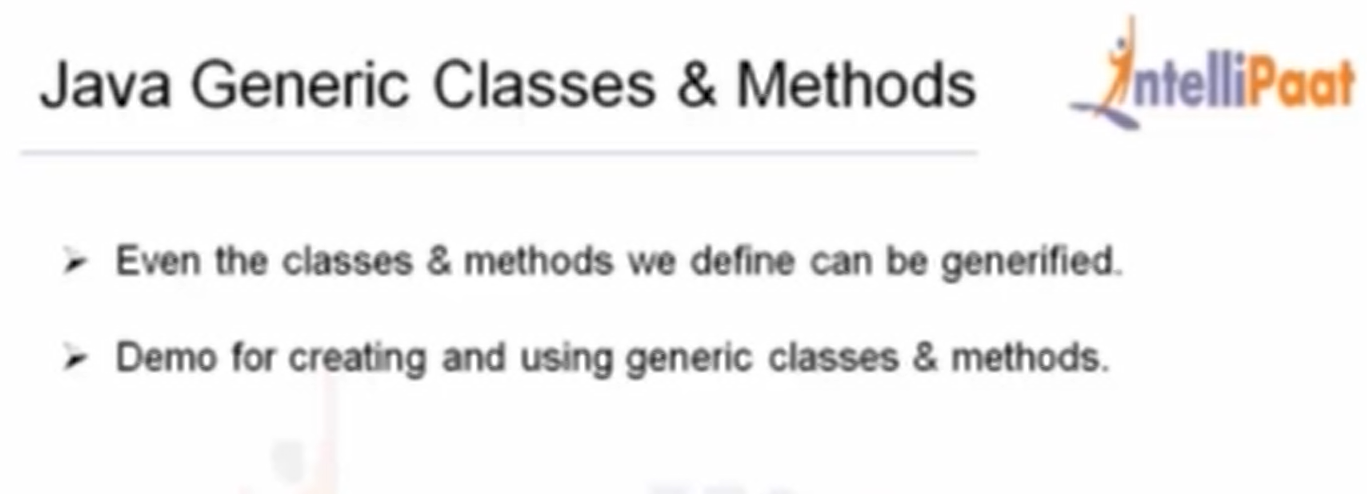 Java Generic Classes & Methods
IntelliPaat
➢ Even the classes & methods we define can be generified.
➢ Demo for creating and using generic classes & methods.